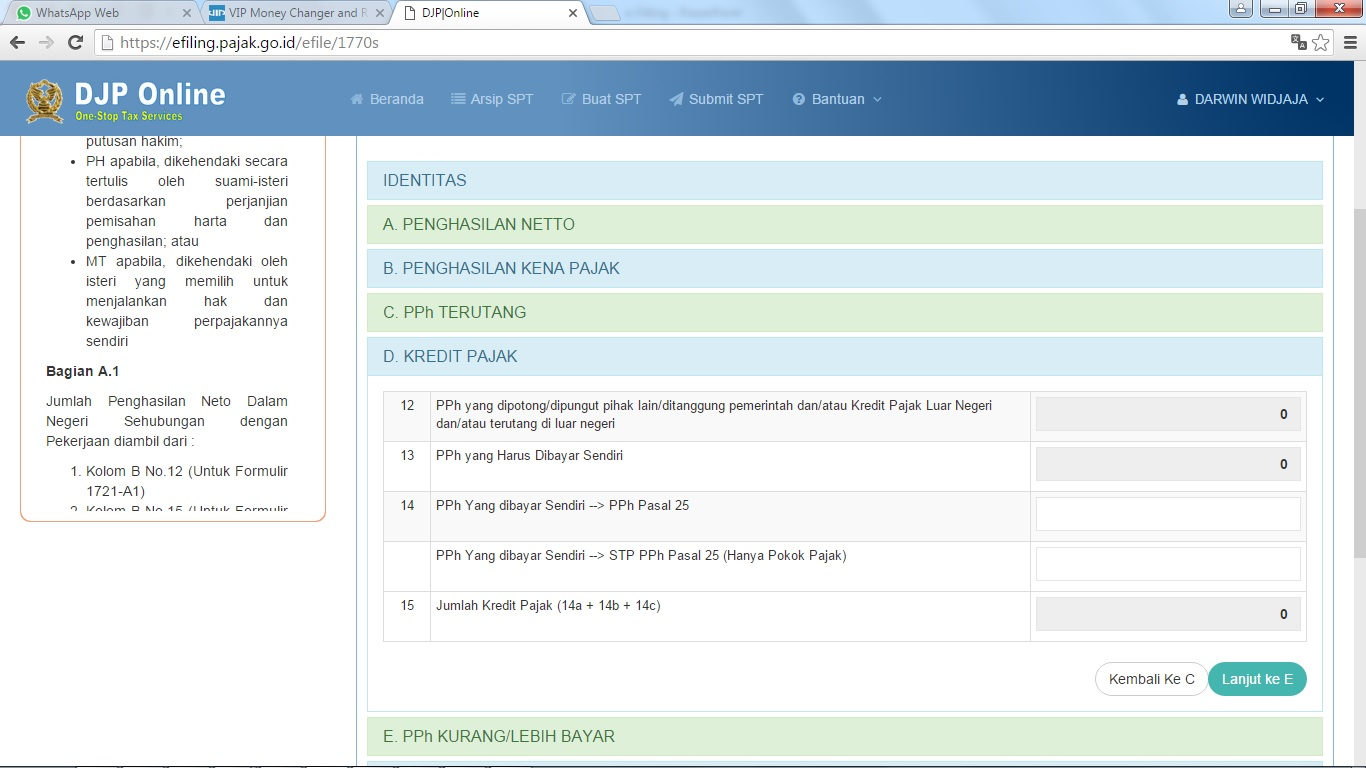 WhatsApp Web
VIP Money Changer and R
DJP|Online
https://efiling.pajak.go.id/efile/1770s
DJP Online
One-Stop Tax Services
Beranda
Arsip SPT
Buat SPT
Submit SPT
Bantuan
DARWIN WIDJAJA
putusan hakim;
• PH apabila, dikehendaki secara
tertulis oleh suami-isteri
berdasarkan perjanjian
pemisahan harta dan
penghasilan; atau
• MT apabila, dikehendaki oleh
isteri yang memilih untuk
menjalankan hak dan
kewajiban perpajakannya
sendiri
Bagian A.1
Jumlah Penghasilan Neto Dalam
Negeri Sehubungan dengan
Pekerjaan diambil dari :
1. Kolom B No.12 (Untuk Formulir
1721-A1)
2. Kolom B No.15 (Untuk Formulir
IDENTITAS
A. PENGHASILAN NETTO
B. PENGHASILAN KENA PAJAK
C. PPh TERUTANG
D. KREDIT PAJAK
12 PPh yang dipotong/dipungut pihak lain/ditanggung pemerintah dan/atau Kredit Pajak Luar Negeri 0
dan/atau terutang di luar negeri
13 PPh yang Harus Dibayar Sendiri 0
14 PPh Yang dibayar Sendiri --> PPh Pasal 25
PPh Yang dibayar Sendiri --> STP PPh Pasal 25 (Hanya Pokok Pajak)
15 Jumlah Kredit Pajak (14a + 14b + 14c) 0
Kembali Ke C
Lanjut ke E
E. PPh KURANG/LEBIH BAYAR